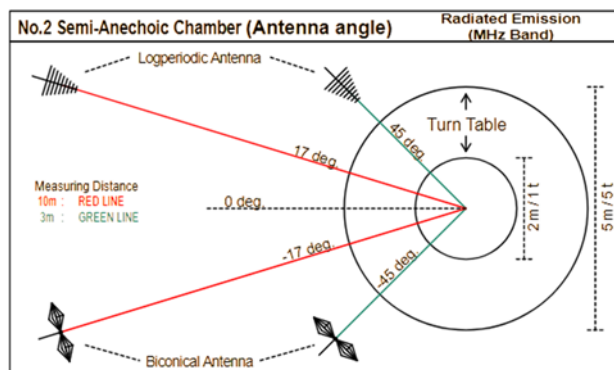 No.2 Semi-Anechoic Chamber (Antenna angle)
Radiated Emission
(MHz Band)
Logperiodic Antenna
45 deg.
Turn Table
17 deg.
Measuring Distance
10m : RED LINE
3m : GREEN LINE
0 deg.
2 m / 1 t
5 m / 5 t
-17 deg.
-45 deg.
Biconical Antenna